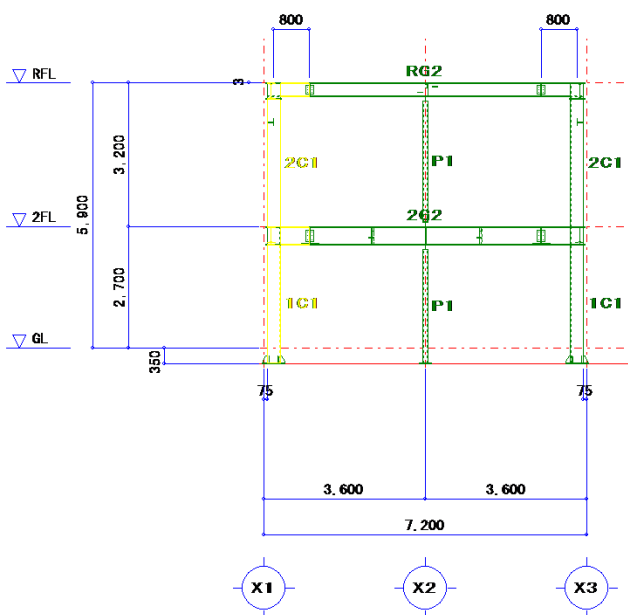 800 800
RFL 3 RG2
3,200
2C1 P1 2C1
5,900
2FL 2G2
2,700
1C1 P1 1C1
GL
350
75 75
3,600 3,600
7,200
X1 X2 X3